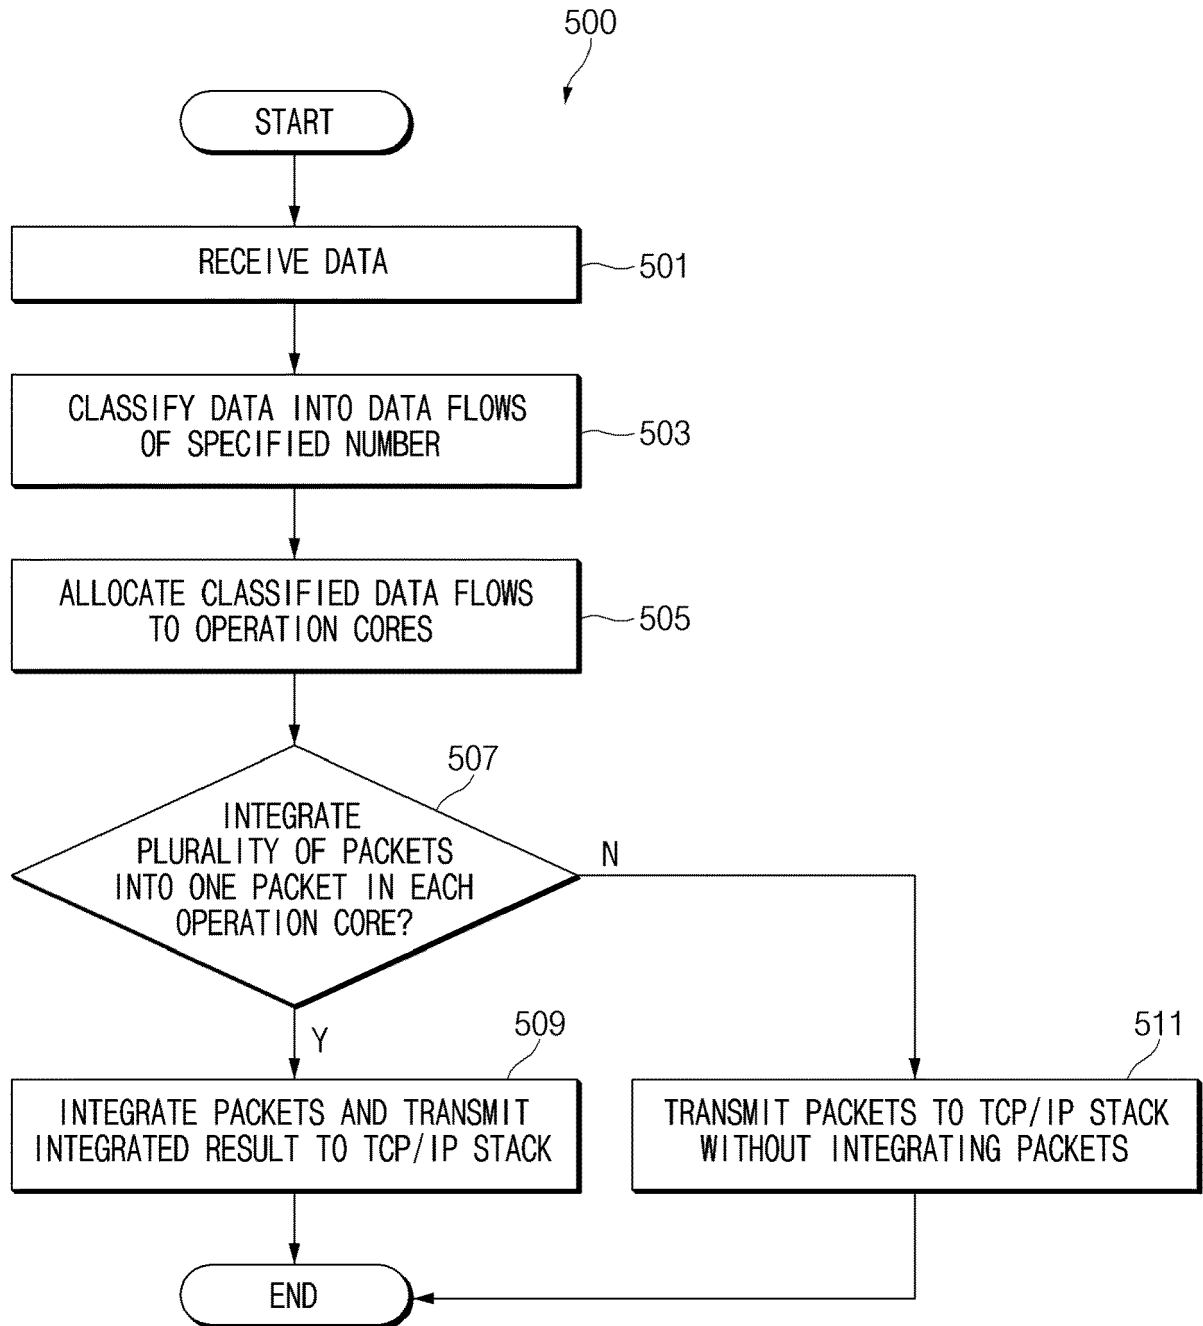 500
START
RECEIVE DATA
501
CLASSIFY DATA INTO DATA FLOWS
OF SPECIFIED NUMBER
503
ALLOCATE CLASSIFIED DATA FLOWS
TO OPERATION CORES
505
507
INTEGRATE
PLURALITY OF PACKETS
INTO ONE PACKET IN EACH
OPERATION CORE?
N
Y
509
511
INTEGRATE PACKETS AND TRANSMIT
INTEGRATED RESULT TO TCP/IP STACK
TRANSMIT PACKETS TO TCP/IP STACK
WITHOUT INTEGRATING PACKETS
END